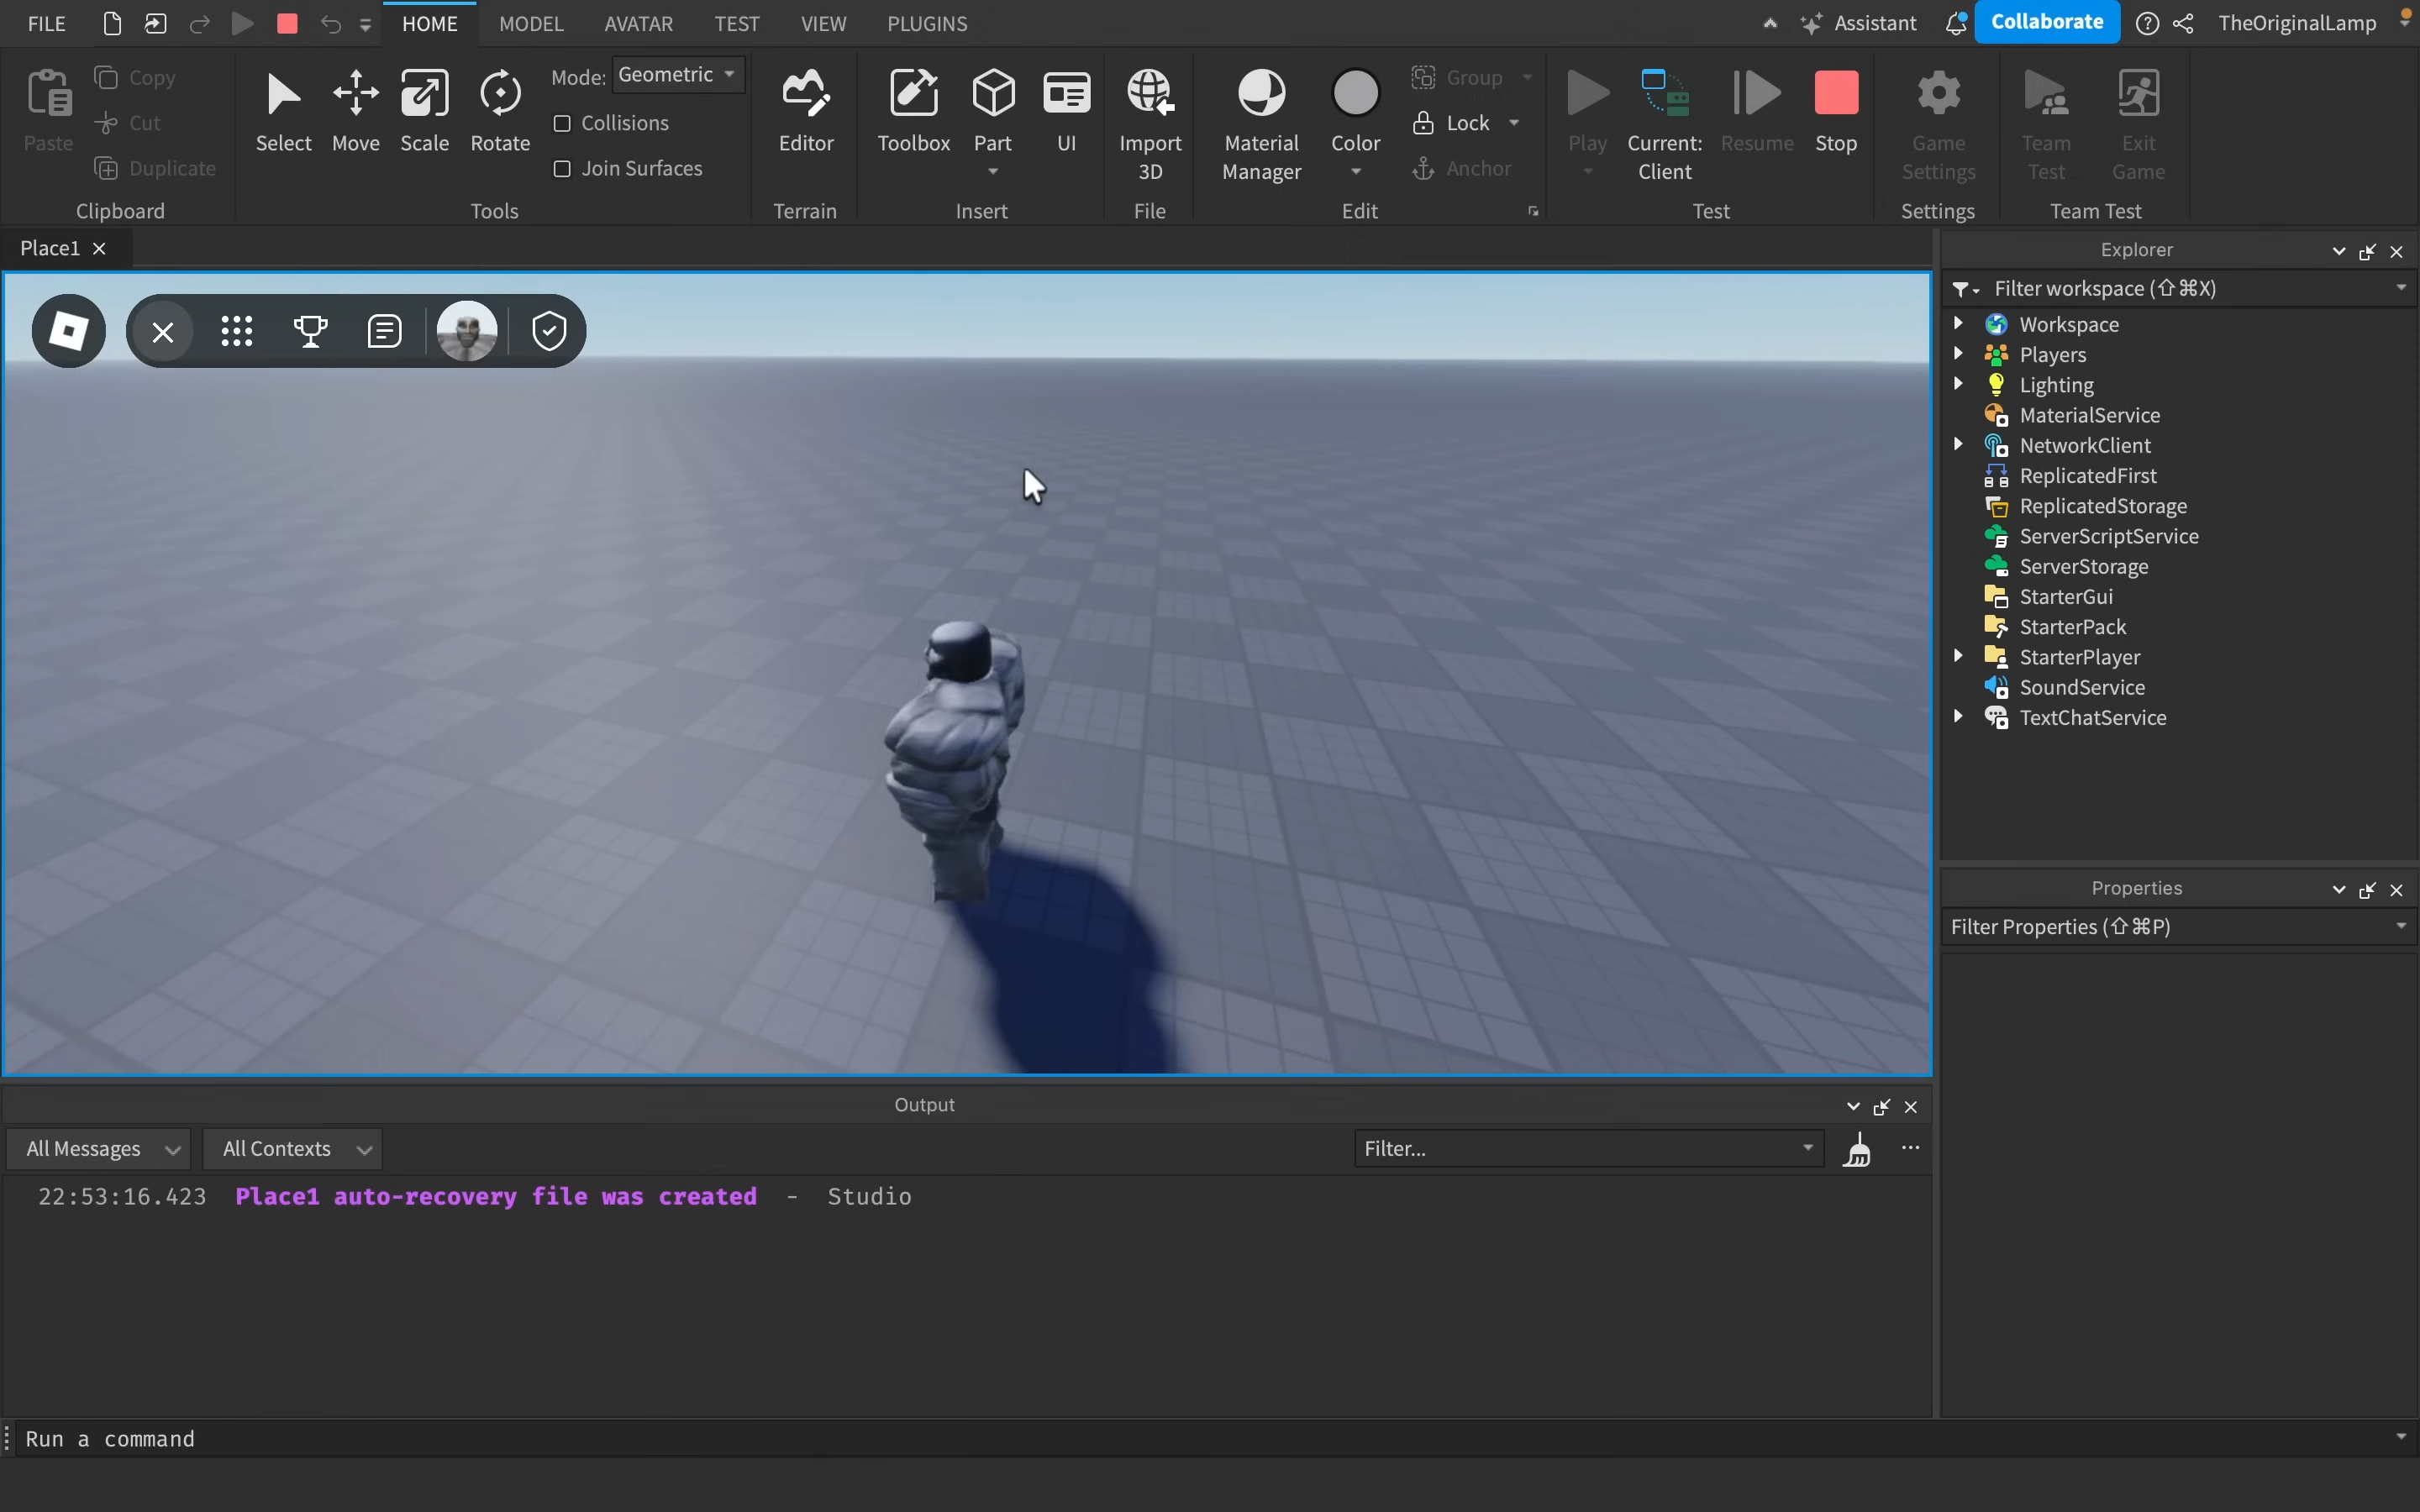 FILE HOME MODEL AVATAR TEST VIEW PLUGINS Assistant Collaborate TheOriginalLamp
Paste Copy Cut Duplicate
Clipboard
Select Move Scale Rotate
Mode: Geometric
Collisions
Join Surfaces
Tools
Editor
Terrain
Toolbox Part UI
Insert
Import
3D
File
Material
Manager
Color
Group
Lock
Anchor
Edit
Play
Current:
Client
Resume Stop
Test
Game
Settings
Settings
Team
Test
Exit
Game
Team Test
Place1
Explorer
Filter workspace (⇧⌘X)
Workspace
Players
Lighting
MaterialService
NetworkClient
ReplicatedFirst
ReplicatedStorage
ServerScriptService
ServerStorage
StarterGui
StarterPack
StarterPlayer
SoundService
TextChatService
Properties
Filter Properties (⇧⌘P)
Output
All Messages All Contexts Filter...
22:53:16.423 Place1 auto-recovery file was created - Studio
Run a command